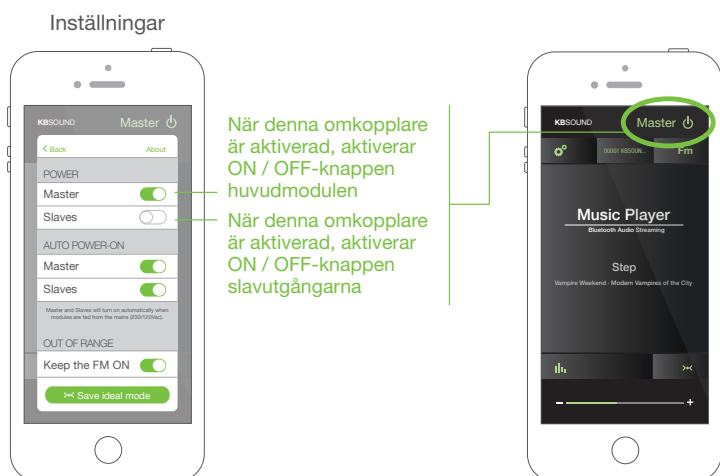 Inställningar
KBSOUND Master
Back About
POWER
Master
Slaves
AUTO POWER-ON
Master
Slaves
Master and Slaves will turn on automatically when
modules are fed from the mains (230/120Vac).
OUT OF RANGE
Keep the FM ON
Save ideal mode
När denna omkopplare
är aktiverad, aktiverar
ON / OFF-knappen
huvudmodulen
När denna omkopplare
är aktiverad, aktiverar
ON / OFF-knappen
slavutgångarna
KBSOUND Master
00001 KBSOUN... Fm
Music Player
Bluetooth Audio Streaming
Step
Vampire Weekend - Modern Vampires of the City